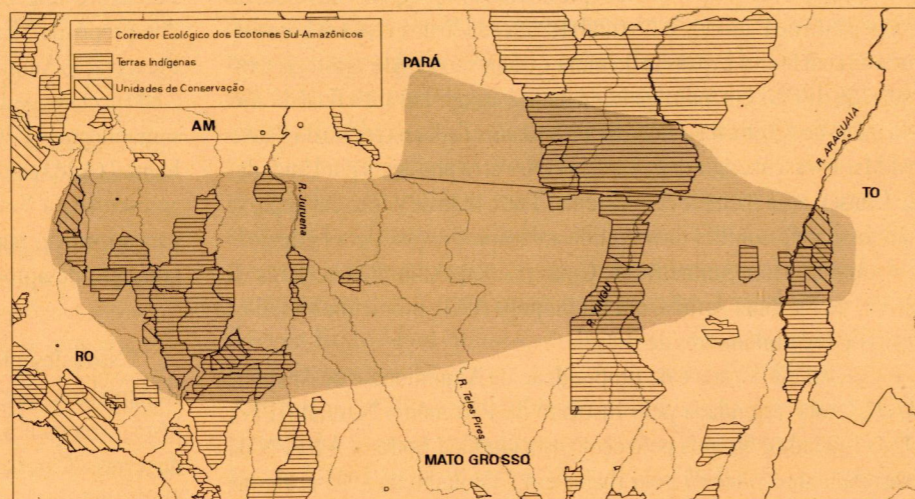 Corredor Ecológico dos Ecotones Sul-Amazônicos
Terras Indígenas
Unidades de Conservação
PARÁ
AM
R. ARAGUAIA
TO
R. Juruena
R. XINGU
RO
R. Teles Pires
MATO GROSSO